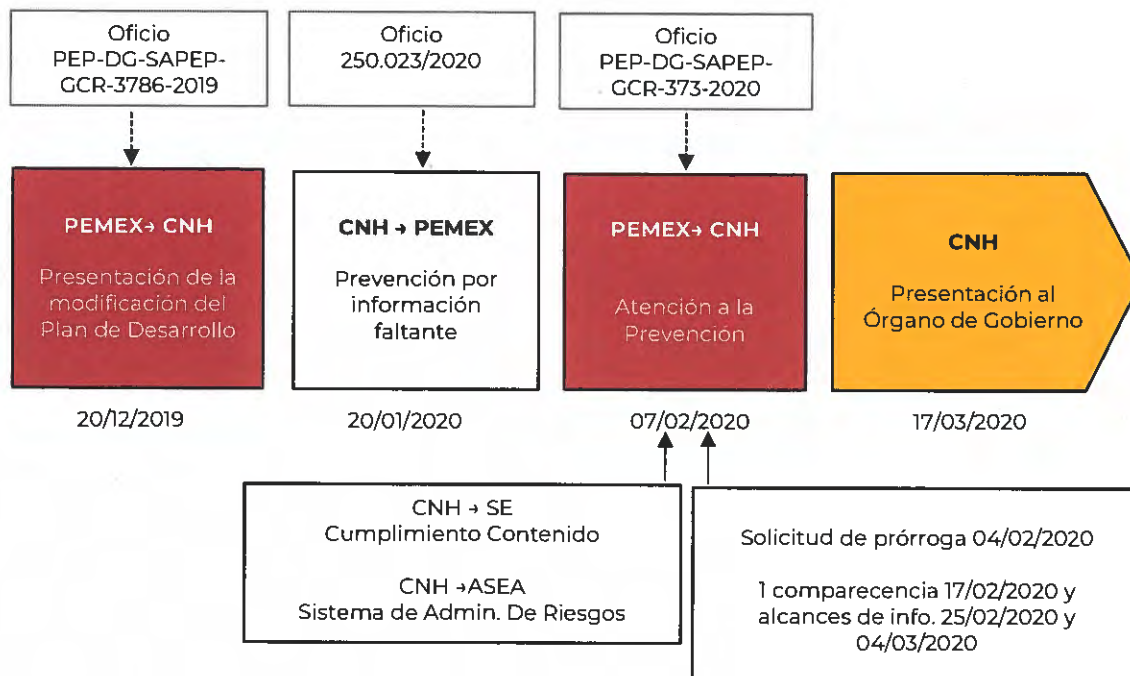 Oficio
PEP-DG-SAPEP-
GCR-3786-2019
Oficio
250.023/2020
Oficio
PEP-DG-SAPEP-
GCR-373-2020
PEMEX→ CNH
Presentación de la
modificación del
Plan de Desarrollo
CNH → PEMEX
Prevención por
información
faltante
PEMEX→ CNH
Atención a la
Prevención
CNH
Presentación al
Órgano de Gobierno
20/12/2019
20/01/2020
07/02/2020
17/03/2020
CNH → SE
Cumplimiento Contenido
CNH →ASEA
Sistema de Admin. De Riesgos
Solicitud de prórroga 04/02/2020
1 comparecencia 17/02/2020 y
alcances de info. 25/02/2020 y
04/03/2020